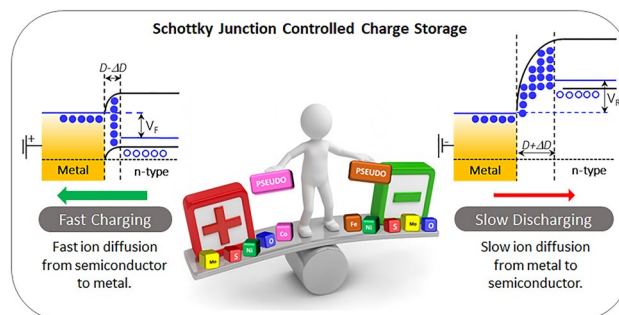 Schottky Junction Controlled Charge Storage
D-ΔD
V_F
+
Metal
n-type
Fast Charging
Fast ion diffusion
from semiconductor
to metal.
PSEUDO
PSEUDO
+
-
Mo
S
Ni
O
Co
Fe
Ni
S
Mo
O
D+ΔD
V_R
-
Metal
n-type
Slow Discharging
Slow ion diffusion
from metal to
semiconductor.